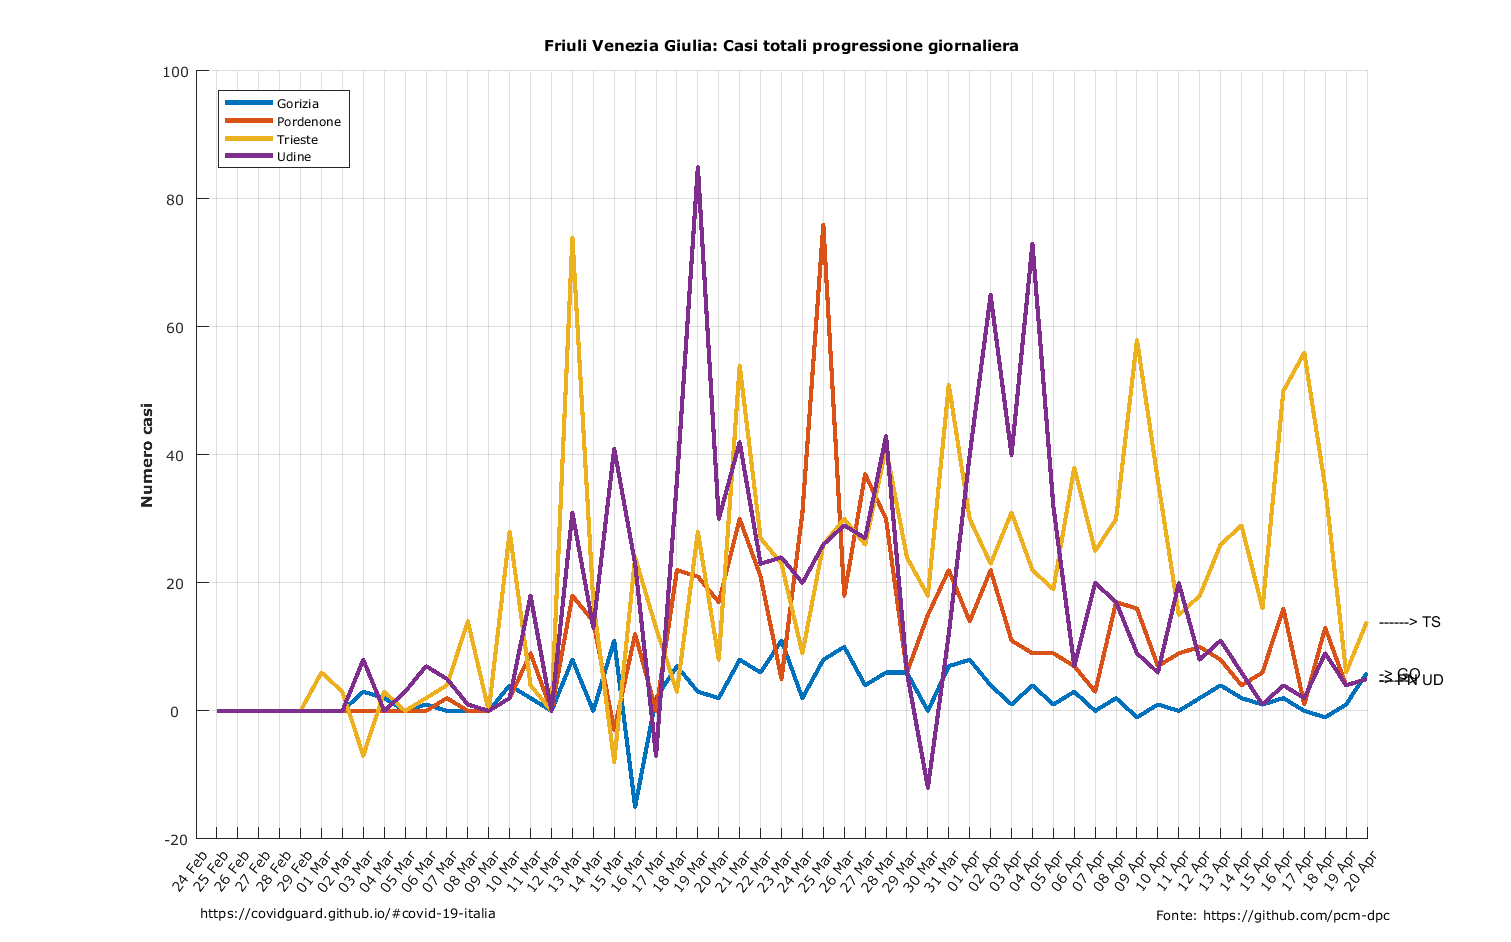 Friuli Venezia Giulia: Casi totali progressione giornaliera
100
80
60
40
20
0
-20
Numero casi
Gorizia
Pordenone
Trieste
Udine
------> TS
-> GO
UD
24 Feb
25 Feb
26 Feb
27 Feb
28 Feb
29 Feb
01 Mar
02 Mar
03 Mar
04 Mar
05 Mar
06 Mar
07 Mar
08 Mar
09 Mar
10 Mar
11 Mar
12 Mar
13 Mar
14 Mar
15 Mar
16 Mar
17 Mar
18 Mar
19 Mar
20 Mar
21 Mar
22 Mar
23 Mar
24 Mar
25 Mar
26 Mar
27 Mar
28 Mar
29 Mar
30 Mar
31 Mar
01 Apr
02 Apr
03 Apr
04 Apr
05 Apr
06 Apr
07 Apr
08 Apr
09 Apr
10 Apr
11 Apr
12 Apr
13 Apr
14 Apr
15 Apr
16 Apr
17 Apr
18 Apr
19 Apr
20 Apr
https://covidguard.github.io/#covid-19-italia
Fonte: https://github.com/pcm-dpc